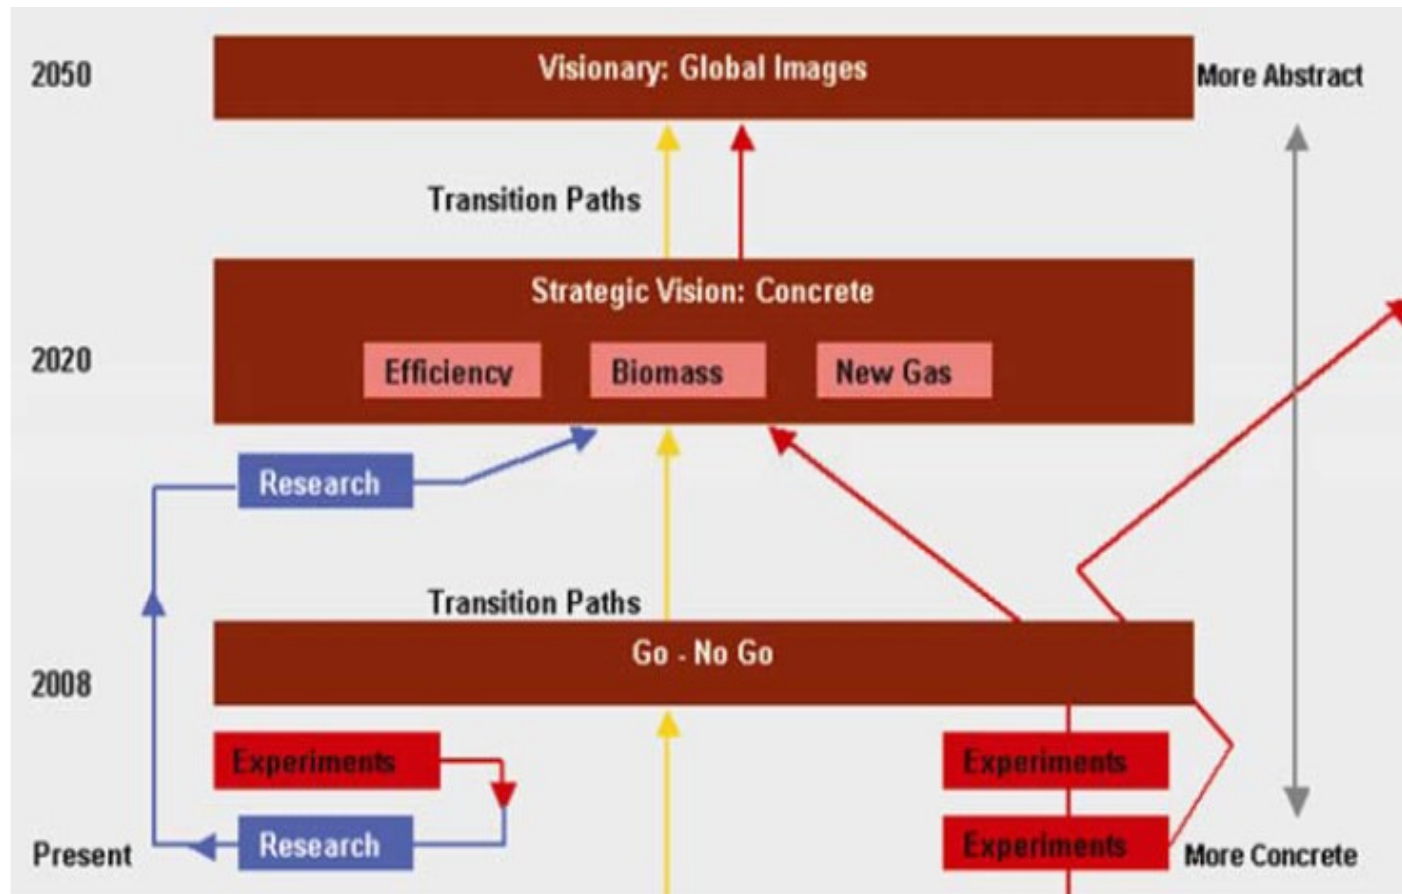 2050
Visionary: Global Images
More Abstract
Transition Paths
Strategic Vision: Concrete
2020
Efficiency
Biomass
New Gas
Research
Transition Paths
Go - No Go
2008
Experiments
Experiments
Present
Research
Experiments
More Concrete